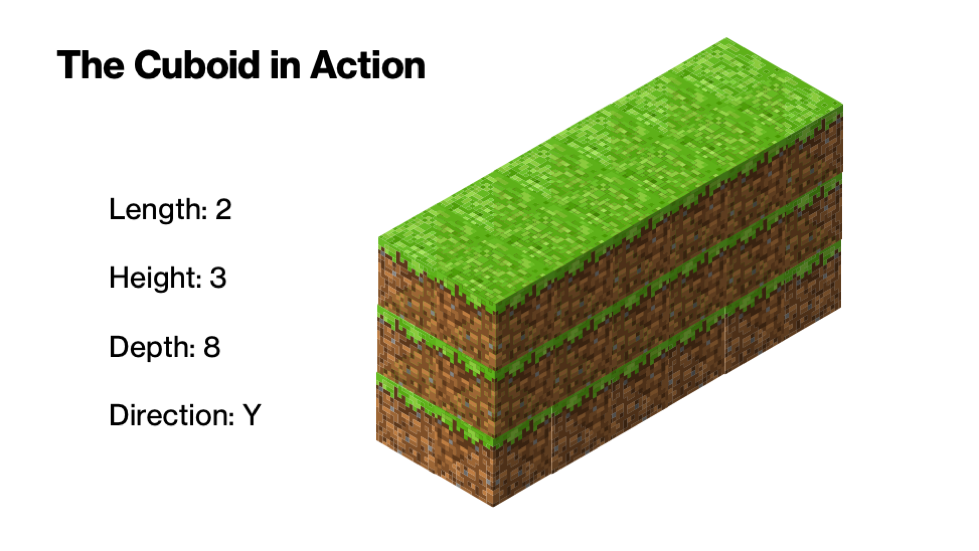 The Cuboid in Action
Length: 2
Height: 3
Depth: 8
Direction: Y